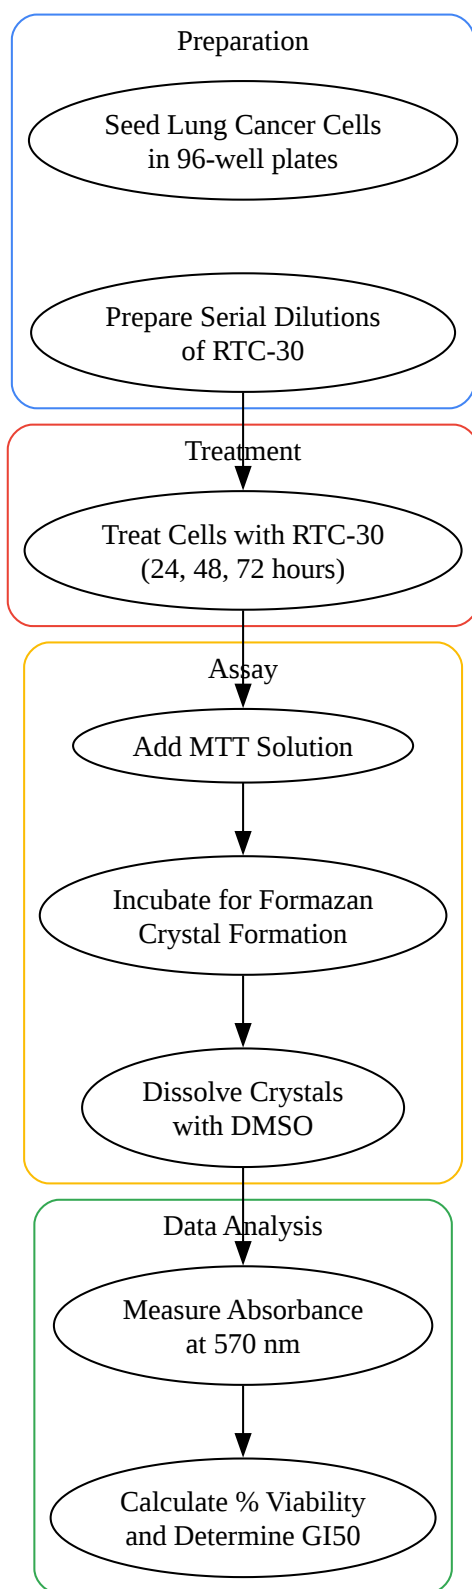 Preparation
Seed Lung Cancer Cells
in 96-well plates
Prepare Serial Dilutions
of RTC-30
Treatment
Treat Cells with RTC-30
(24, 48, 72 hours)
Assay
Add MTT Solution
Incubate for Formazan
Crystal Formation
Dissolve Crystals
with DMSO
Data Analysis
Measure Absorbance
at 570 nm
Calculate % Viability
and Determine GI50